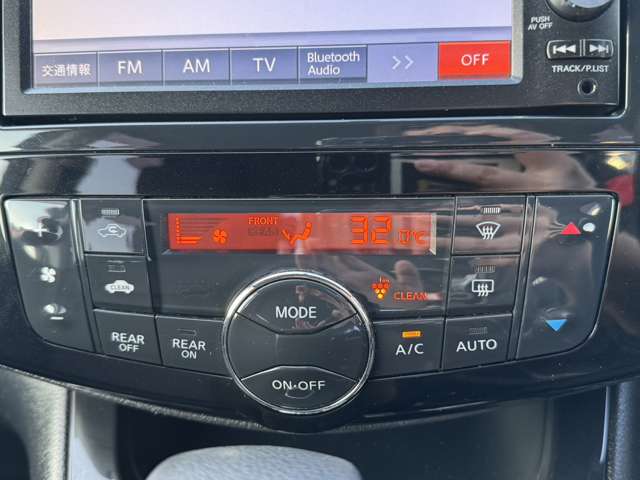 PUSH
AV OFF
交通情報 FM AM TV Bluetooth Audio >> OFF
TRACK/P.LIST
FRONT
32 °C
CLEAN
Ion
CLEAN
MODE
REAR OFF
REAR ON
A/C
AUTO
ON·OFF